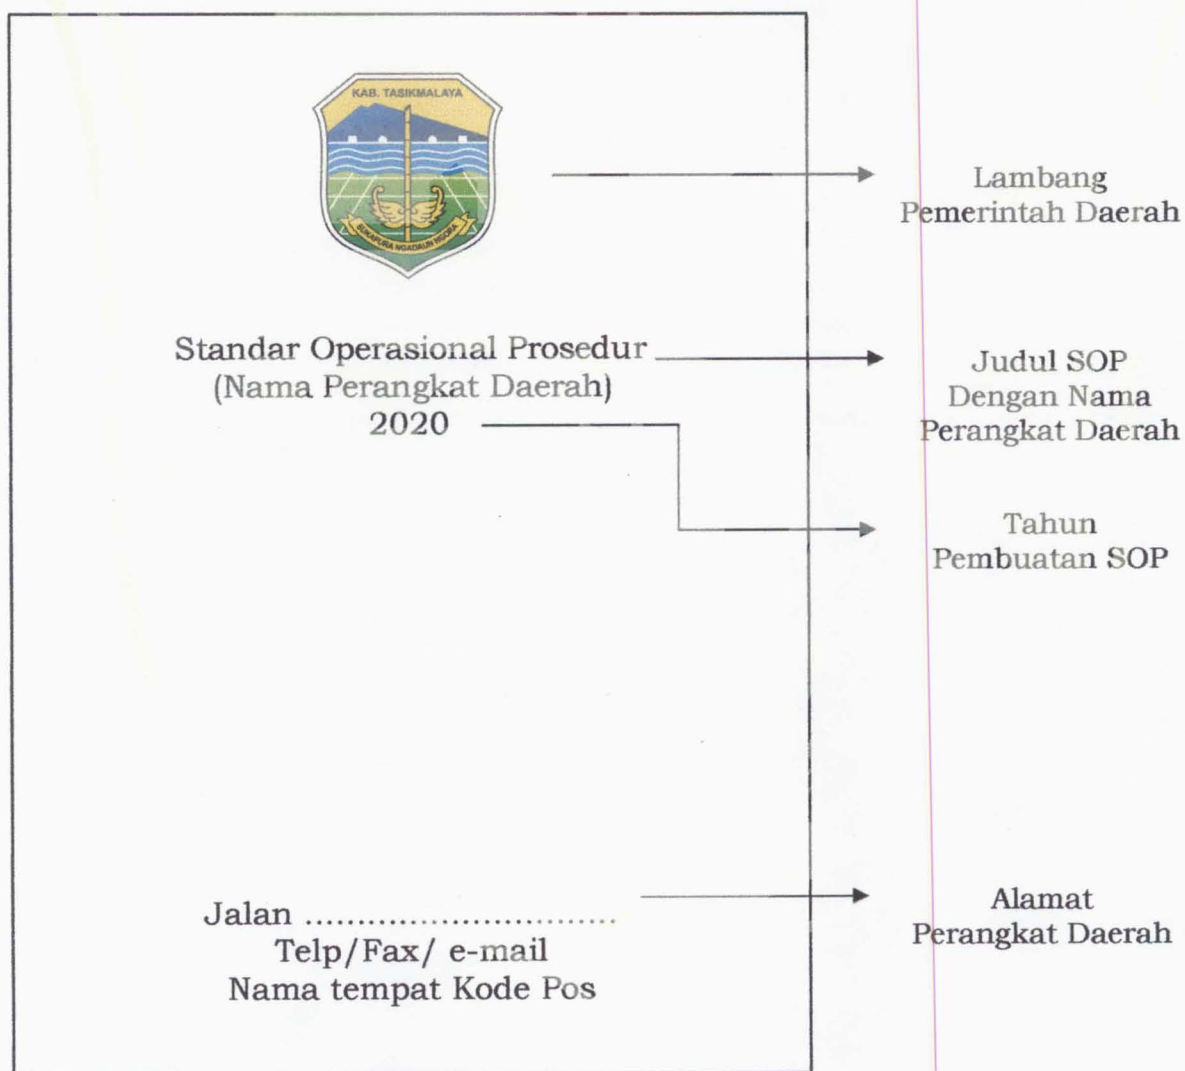 KAB. TASIKMALAYA
SUKAPURA NGADAUN NGORA
Lambang
Pemerintah Daerah
Standar Operasional Prosedur
(Nama Perangkat Daerah)
2020
Judul SOP
Dengan Nama
Perangkat Daerah
Tahun
Pembuatan SOP
Jalan ..............................
Telp/Fax/ e-mail
Nama tempat Kode Pos
Alamat
Perangkat Daerah